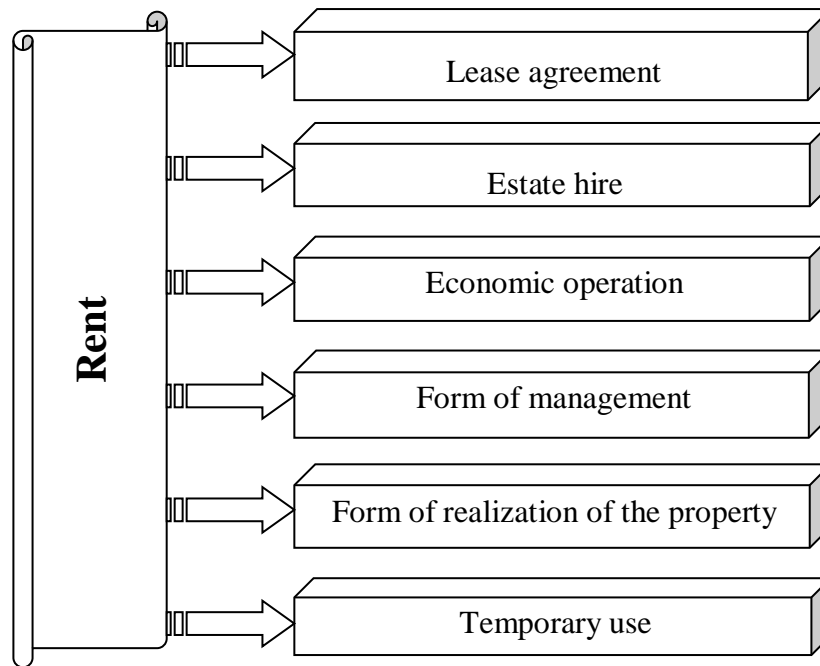 Rent
Lease agreement
Estate hire
Economic operation
Form of management
Form of realization of the property
Temporary use